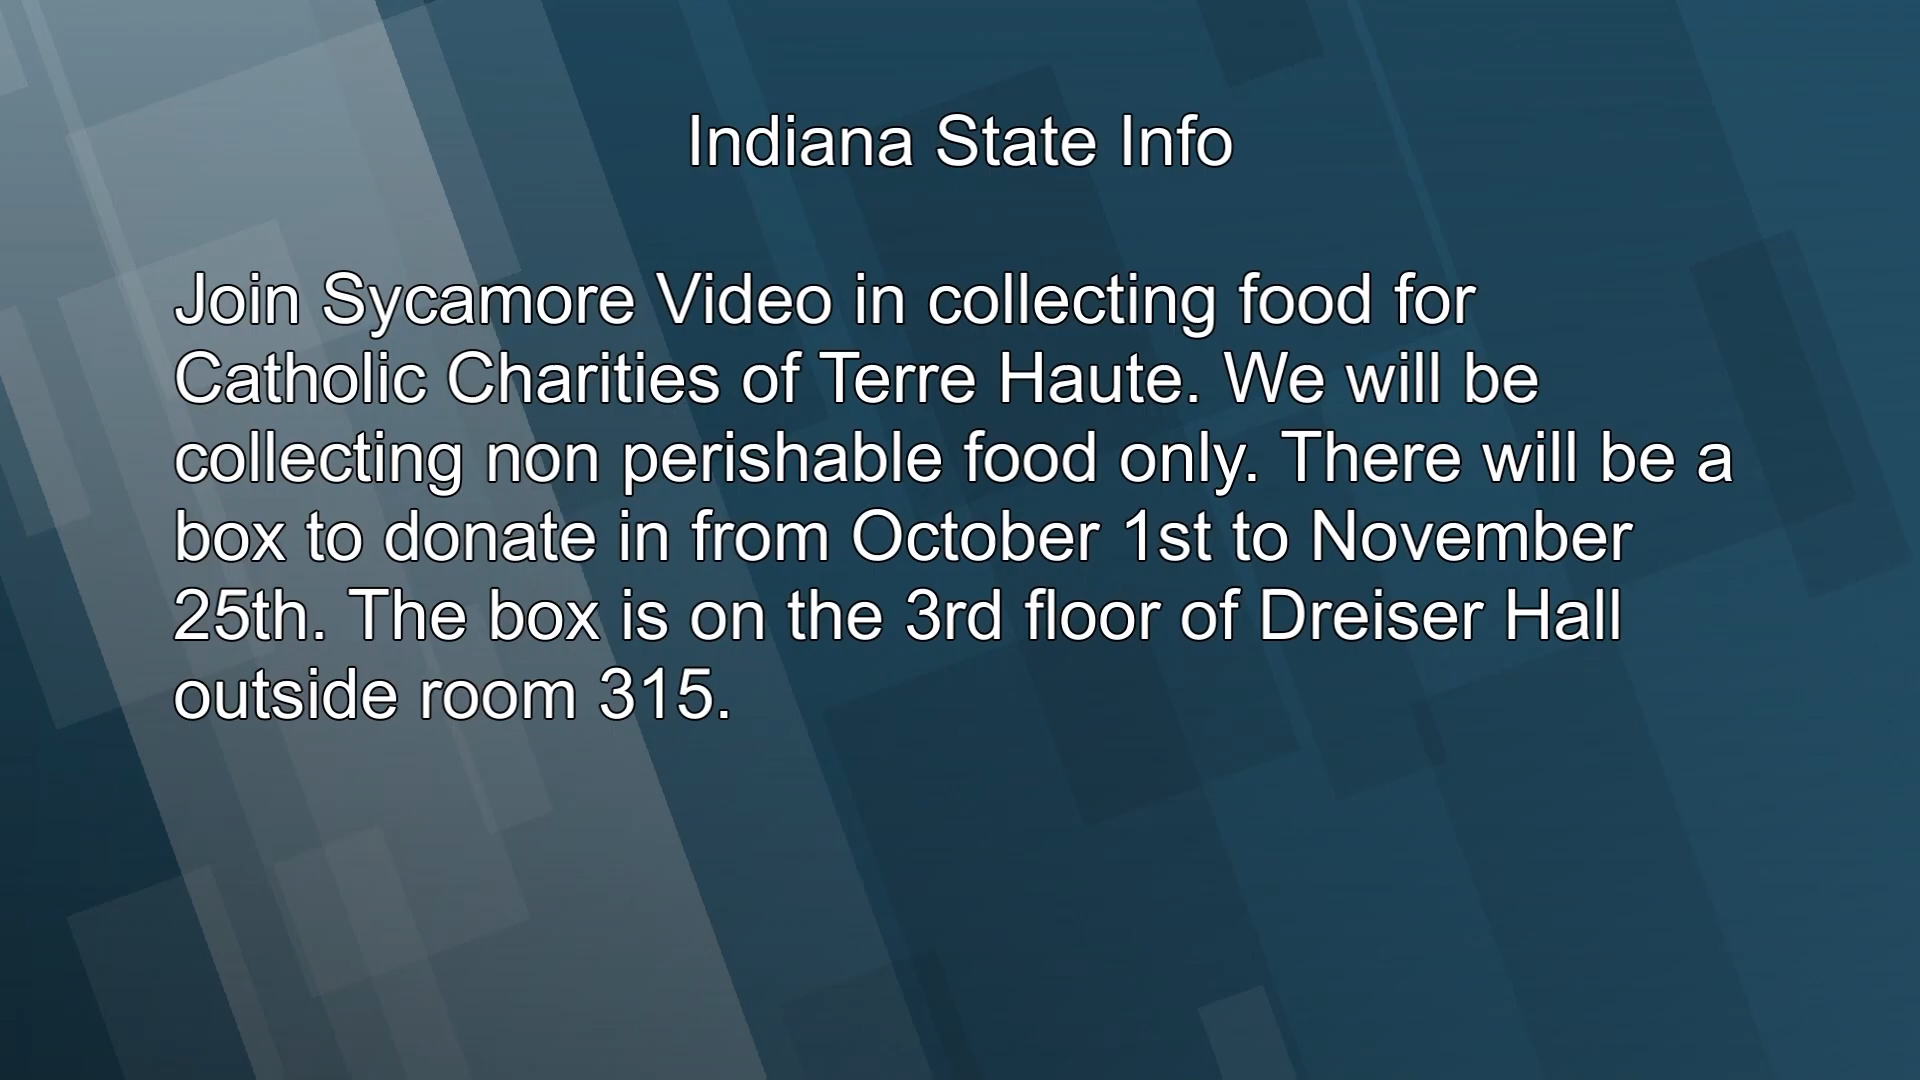 Indiana State Info
Join Sycamore Video in collecting food for
Catholic Charities of Terre Haute. We will be
collecting non perishable food only. There will be a
box to donate in from October 1st to November
25th. The box is on the 3rd floor of Dreiser Hall
outside room 315.